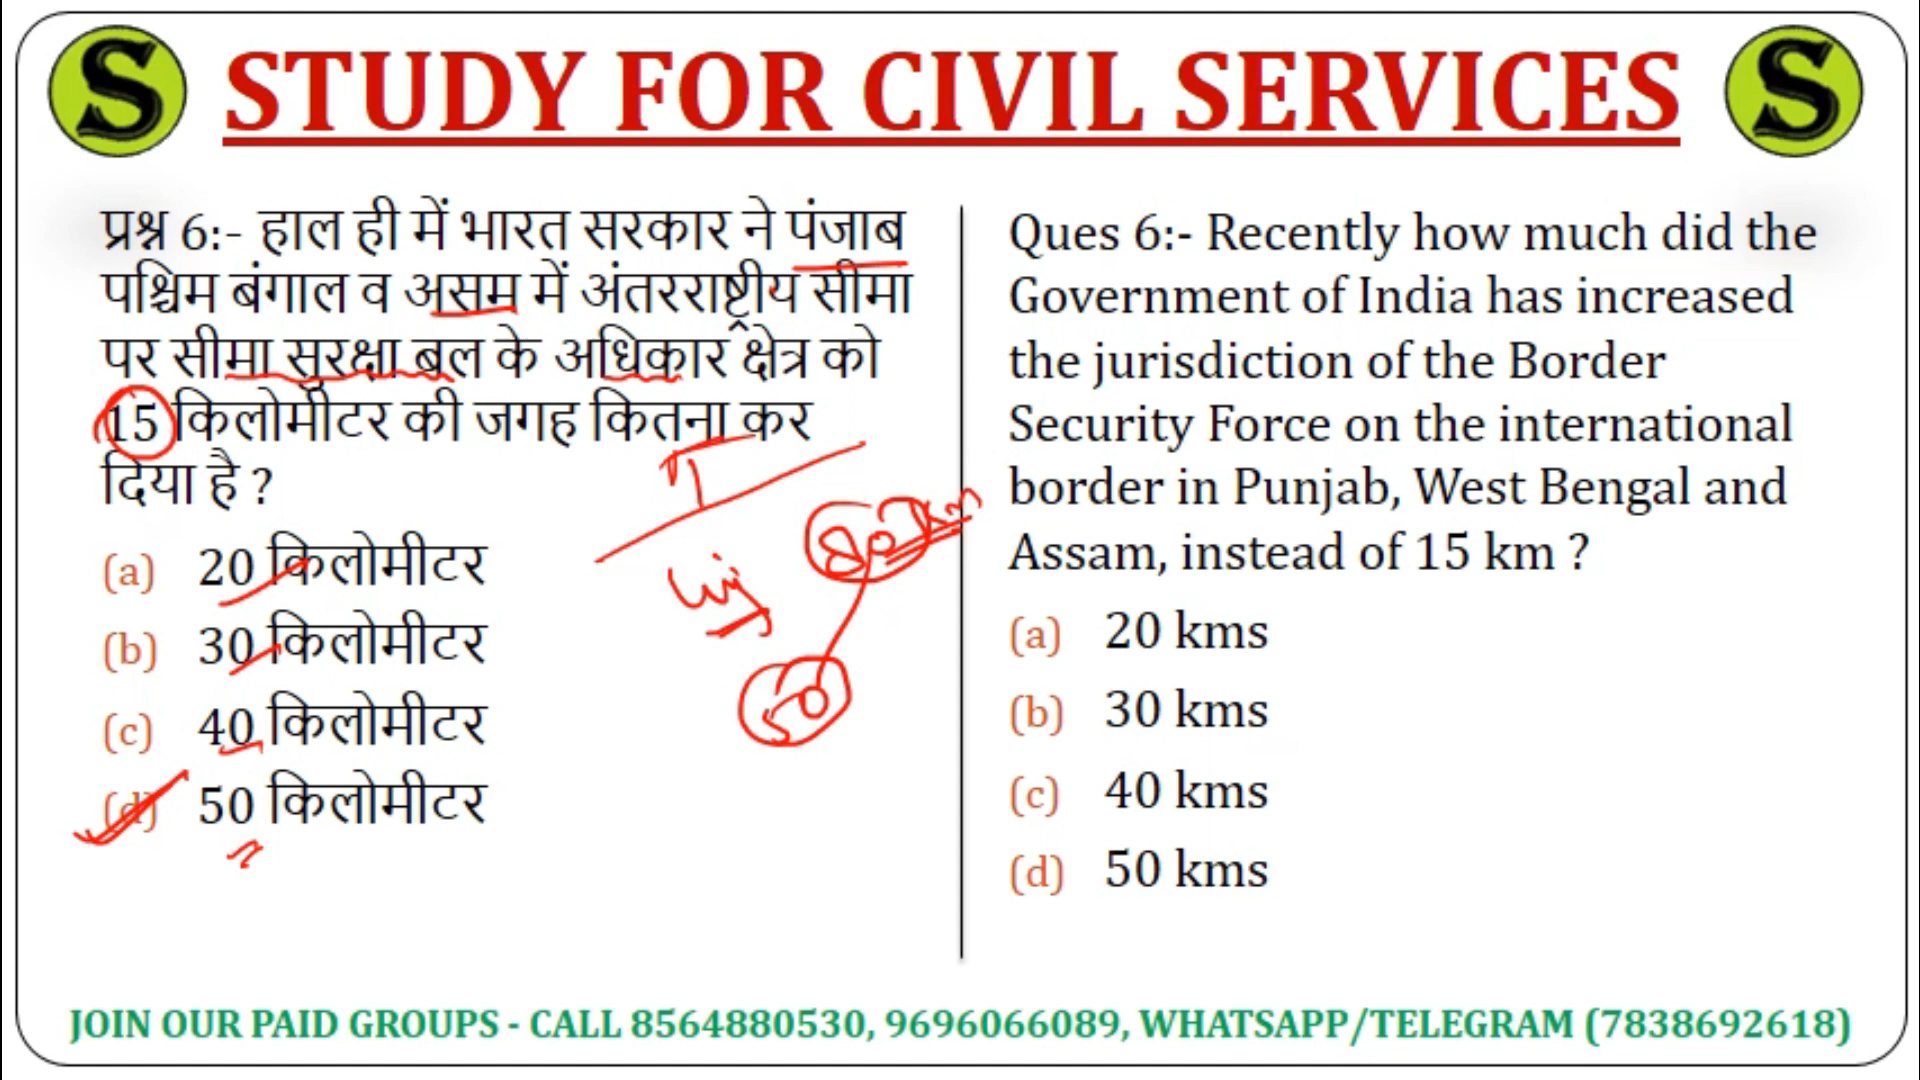 S STUDY FOR CIVIL SERVICES S
प्रश्न 6:- हाल ही में भारत सरकार ने पंजाब
पश्चिम बंगाल व असम में अंतरराष्ट्रीय सीमा
पर सीमा सुरक्षा बल के अधिकार क्षेत्र को
15 किलोमीटर की जगह कितना कर
दिया है ?
(a) 20 किलोमीटर
(b) 30 किलोमीटर
(c) 40 किलोमीटर
(d) 50 किलोमीटर
80 km
50
Ques 6:- Recently how much did the
Government of India has increased
the jurisdiction of the Border
Security Force on the international
border in Punjab, West Bengal and
Assam, instead of 15 km ?
(a) 20 kms
(b) 30 kms
(c) 40 kms
(d) 50 kms
JOIN OUR PAID GROUPS - CALL 8564880530, 9696066089, WHATSAPP/TELEGRAM (7838692618)